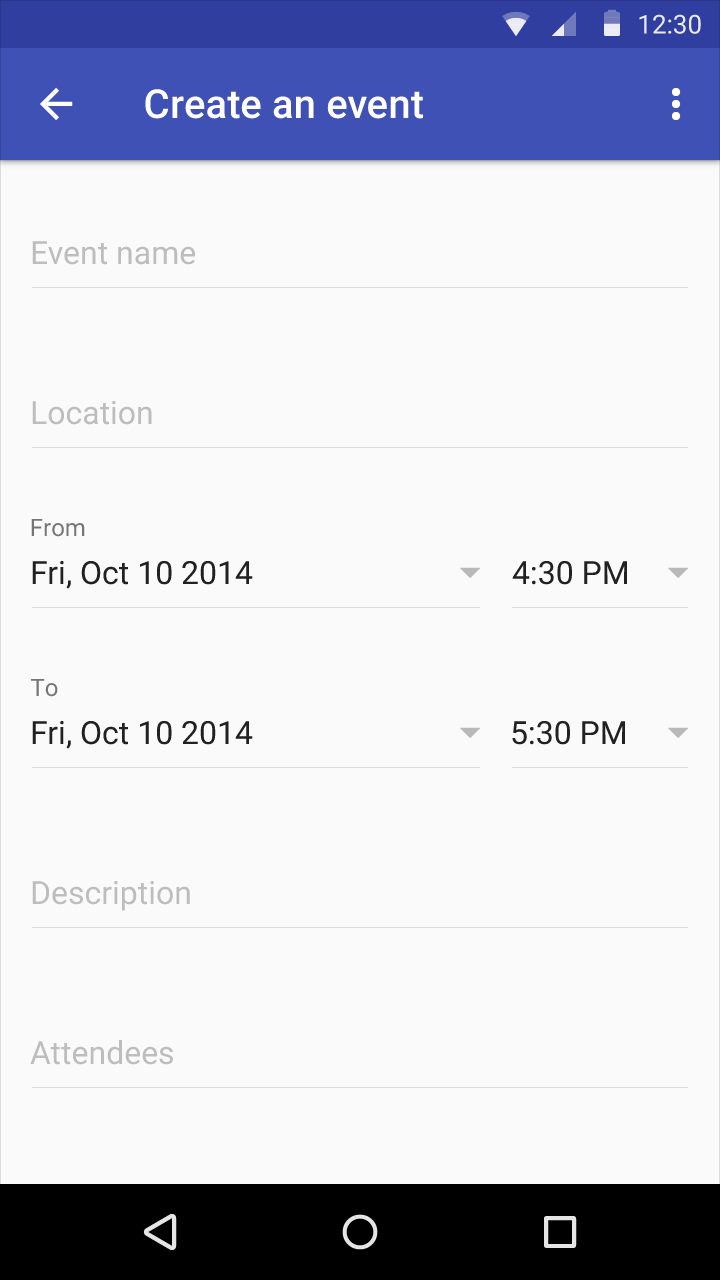 12:30
Create an event
Event name
Location
From
Fri, Oct 10 2014 4:30 PM
To
Fri, Oct 10 2014 5:30 PM
Description
Attendees